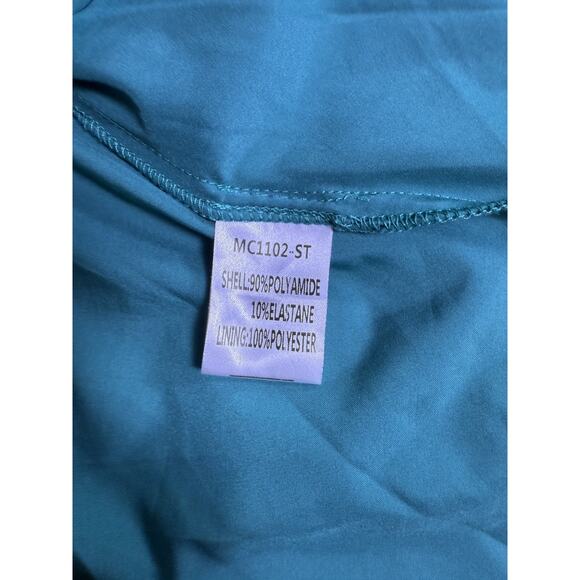 MC1102-ST
SHELL:90%POLYAMIDE
10%ELASTANE
LINING:100%POLYESTER